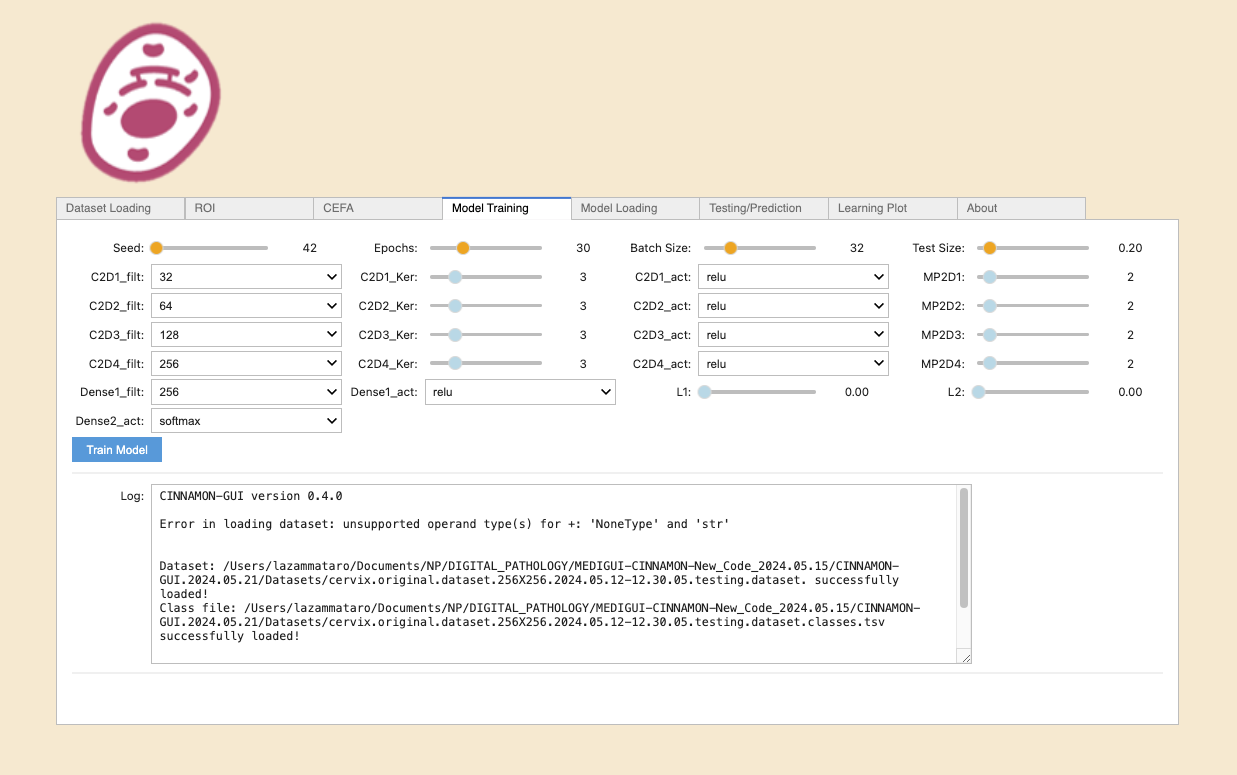 Dataset Loading ROI CEFA Model Training Model Loading Testing/Prediction Learning Plot About
Seed: 42 Epochs: 30 Batch Size: 32 Test Size: 0.20
C2D1_filt: 32 C2D1_Ker: 3 C2D1_act: relu MP2D1: 2
C2D2_filt: 64 C2D2_Ker: 3 C2D2_act: relu MP2D2: 2
C2D3_filt: 128 C2D3_Ker: 3 C2D3_act: relu MP2D3: 2
C2D4_filt: 256 C2D4_Ker: 3 C2D4_act: relu MP2D4: 2
Dense1_filt: 256 Dense1_act: relu L1: 0.00 L2: 0.00
Dense2_act: softmax
Train Model
Log: CINNAMON-GUI version 0.4.0
Error in loading dataset: unsupported operand type(s) for +: 'NoneType' and 'str'
Dataset: /Users/lazammataro/Documents/NP/DIGITAL_PATHOLOGY/MEDIGUI-CINNAMON-New_Code_2024.05.15/CINNAMON-
GUI.2024.05.21/Datasets/cervix.original.dataset.256X256.2024.05.12-12.30.05.testing.dataset. successfully
loaded!
Class file: /Users/lazammataro/Documents/NP/DIGITAL_PATHOLOGY/MEDIGUI-CINNAMON-New_Code_2024.05.15/CINNAMON-
GUI.2024.05.21/Datasets/cervix.original.dataset.256X256.2024.05.12-12.30.05.testing.dataset.classes.tsv
successfully loaded!